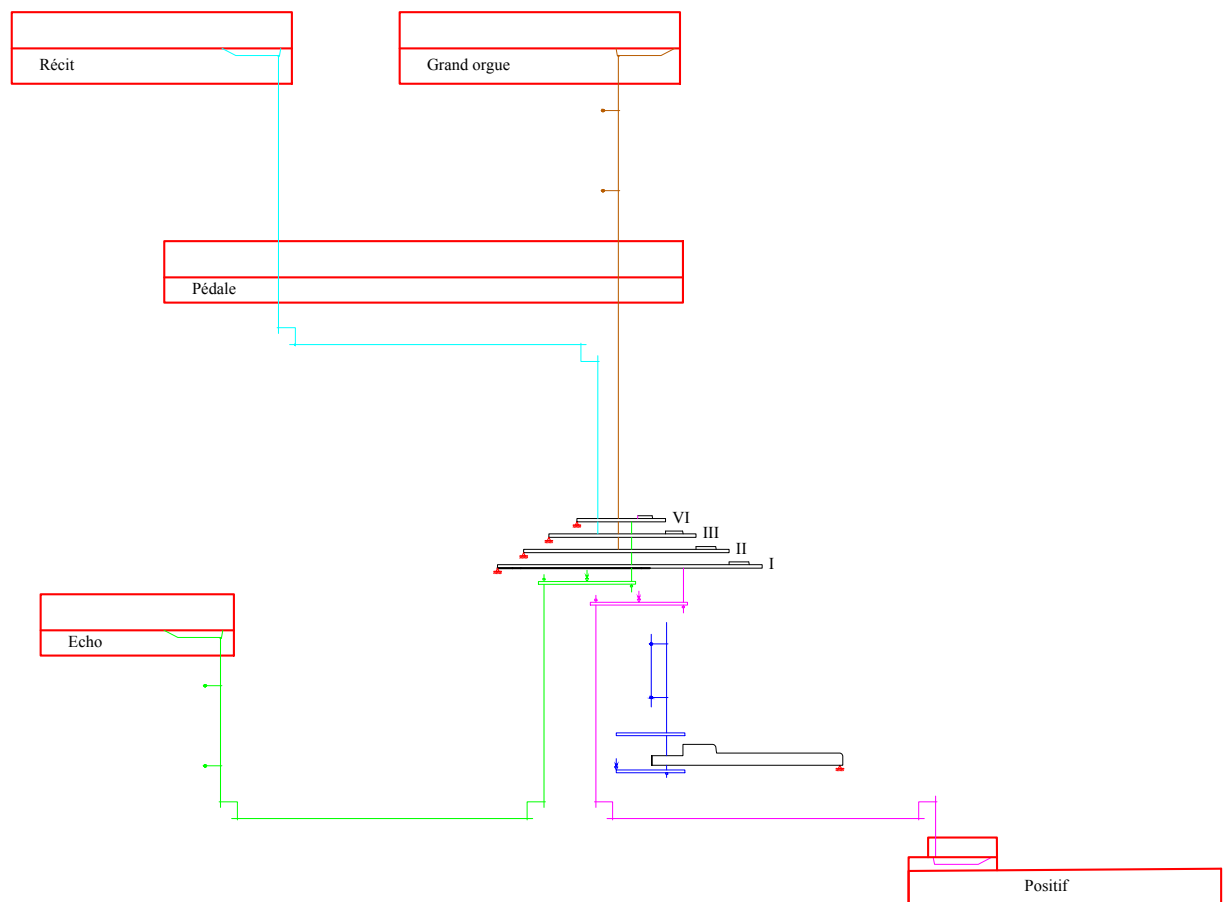 Récit
Grand orgue
Pédale
VI
III
II
I
Echo
Positif